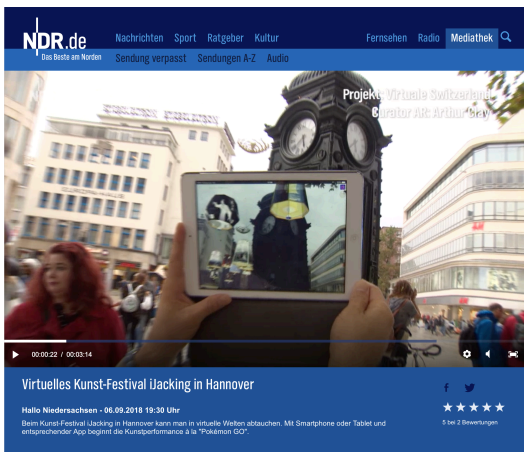 NDR.de
Das Beste am Norden
Nachrichten Sport Ratgeber Kultur
Fernsehen Radio Mediathek
Sendung verpasst Sendungen A-Z Audio
Projekt: Virtuale Switzerland
Curator AR: Arthur Clay
00:00:22 / 00:03:14
Virtuelles Kunst-Festival iJacking in Hannover
Hallo Niedersachsen - 06.09.2018 19:30 Uhr
5 bei 2 Bewertungen
Beim Kunst-Festival iJacking in Hannover kann man in virtuelle Welten abtauchen. Mit Smartphone oder Tablet und
entsprechender App beginnt die Kunstperformance à la "Pokémon GO".